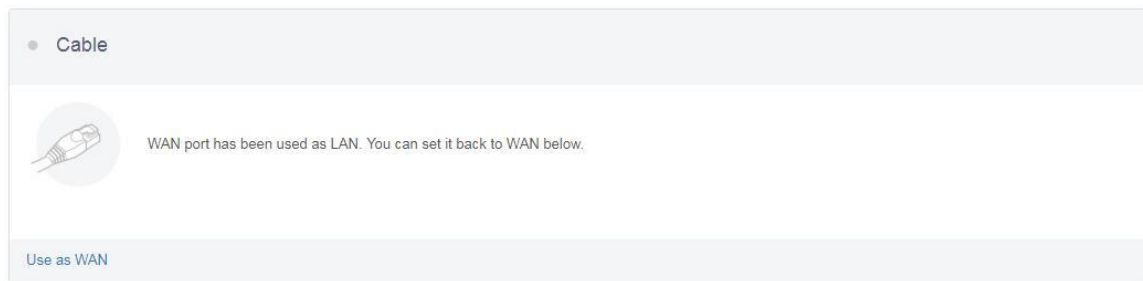 Cable
WAN port has been used as LAN. You can set it back to WAN below.
Use as WAN